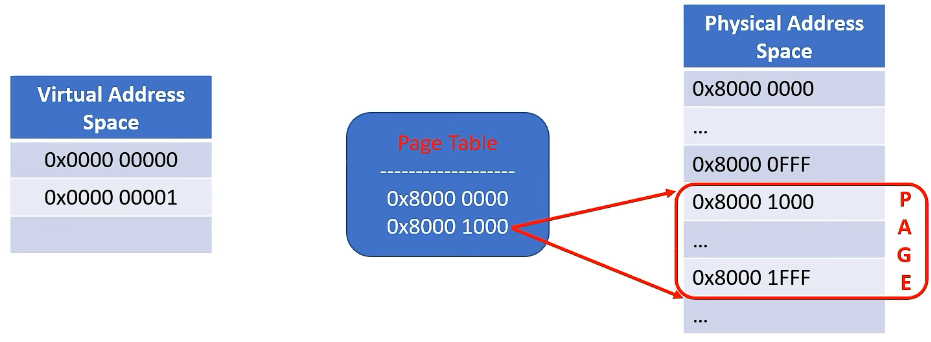 Virtual Address
Space
0x0000 00000
0x0000 00001
Page Table
-------------------
0x8000 0000
0x8000 1000
Physical Address
Space
0x8000 0000
...
0x8000 0FFF
0x8000 1000
...
0x8000 1FFF
...
P
A
G
E